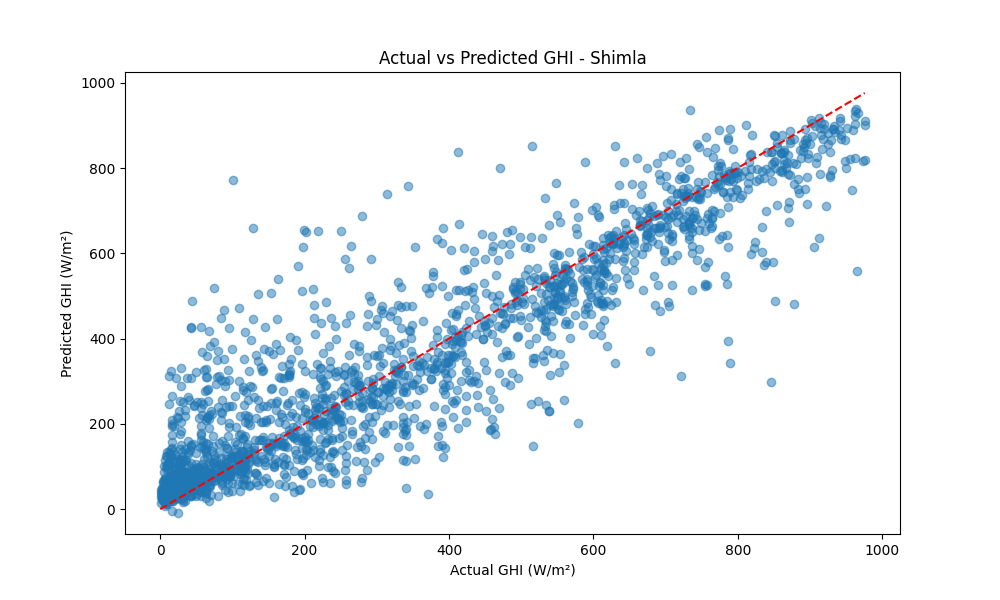 Actual vs Predicted GHI - Shimla
Predicted GHI (W/m²)
1000
800
600
400
200
0
0 200 400 600 800 1000
Actual GHI (W/m²)